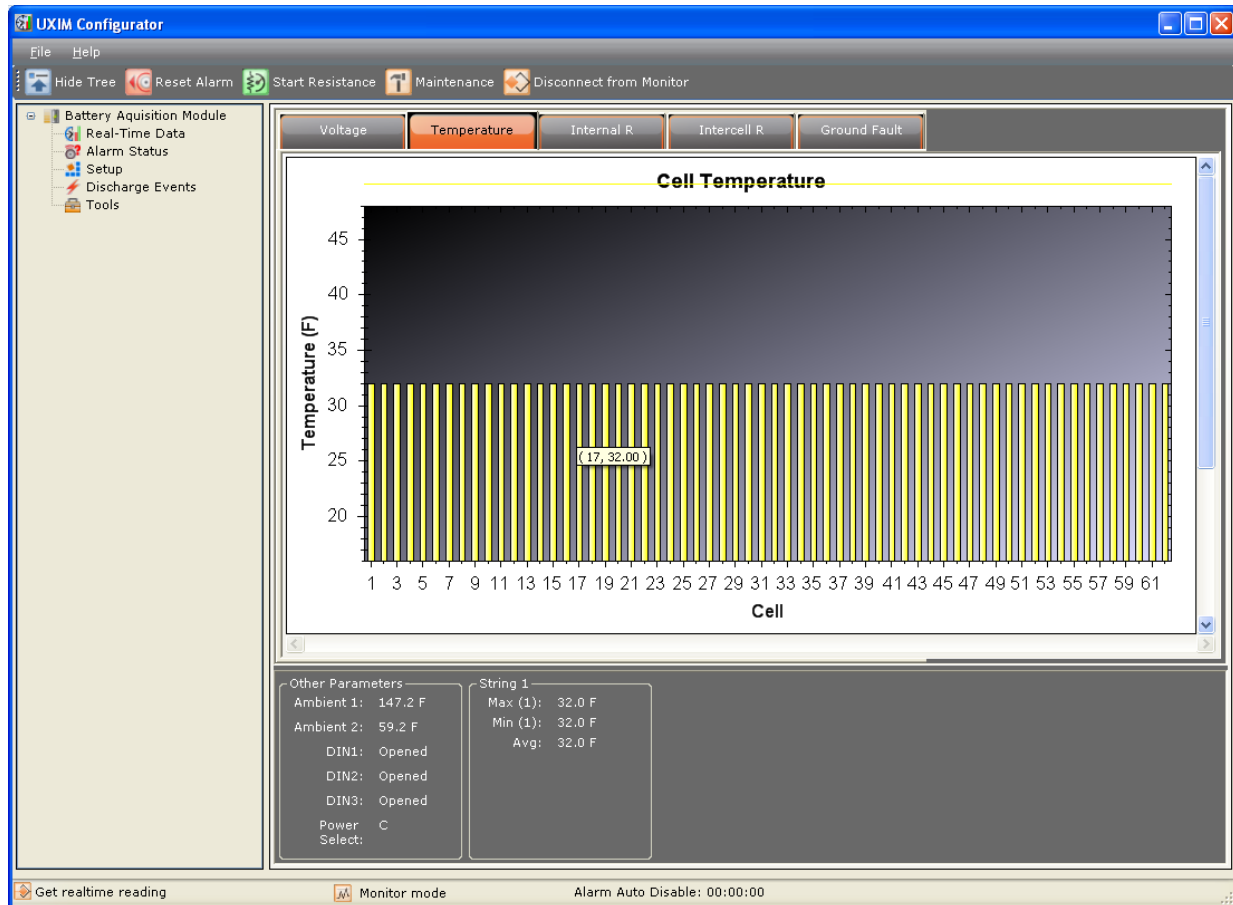 UXIM Configurator
File Help
Hide Tree Reset Alarm Start Resistance Maintenance Disconnect from Monitor
Battery Aquisition Module
Real-Time Data
Alarm Status
Setup
Discharge Events
Tools
Voltage Temperature Internal R Intercell R Ground Fault
Cell Temperature
Temperature (F)
45
40
35
30
25
20
( 17, 32.00 )
1 3 5 7 9 11 13 15 17 19 21 23 25 27 29 31 33 35 37 39 41 43 45 47 49 51 53 55 57 59 61
Cell
Other Parameters
Ambient 1: 147.2 F
Ambient 2: 59.2 F
DIN1: Opened
DIN2: Opened
DIN3: Opened
Power C
Select:
String 1
Max (1): 32.0 F
Min (1): 32.0 F
Avg: 32.0 F
Get realtime reading Monitor mode Alarm Auto Disable: 00:00:00